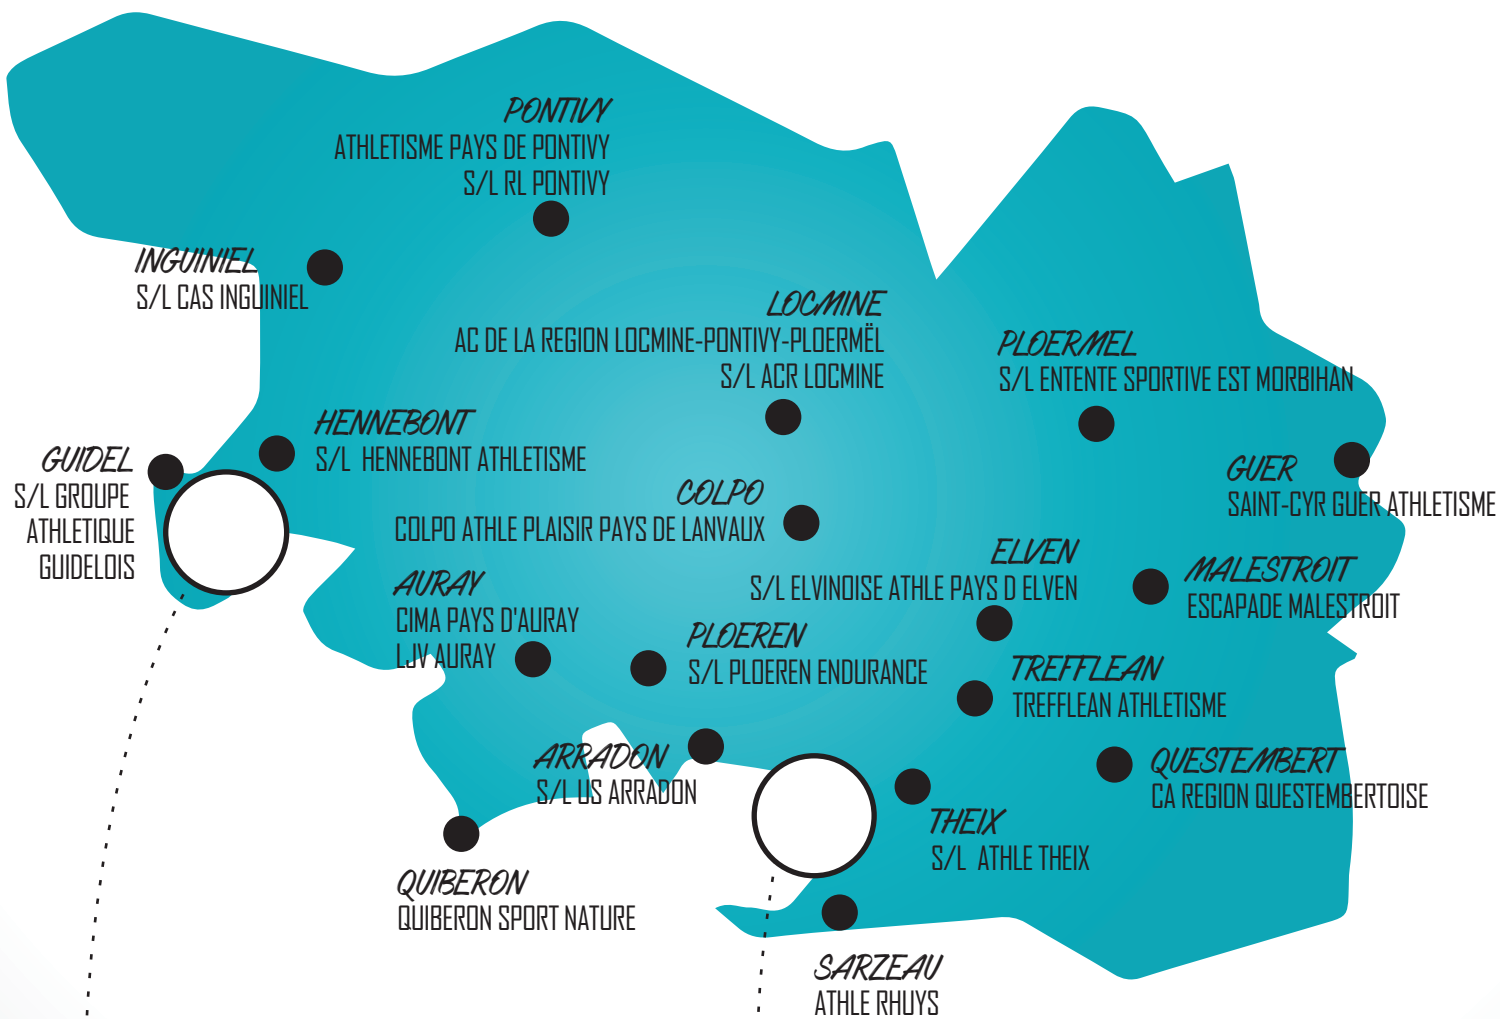 PONTIVY
ATHLETISME PAYS DE PONTIVY
S/L RL PONTIVY
INGUINIEL
S/L CAS INGUINIEL
LOCMINE
AC DE LA REGION LOCMINE-PONTIVY-PLOERMËL
S/L ACR LOCMINE
PLOERMEL
S/L ENTENTE SPORTIVE EST MORBIHAN
HENNEBONT
S/L HENNEBONT ATHLETISME
GUIDEL
S/L GROUPE
ATHLETIQUE
GUIDELOIS
GUER
SAINT-CYR GUER ATHLETISME
COLPO
COLPO ATHLE PLAISIR PAYS DE LANVAUX
ELVEN
S/L ELVINOISE ATHLE PAYS D ELVEN
MALESTROIT
ESCAPADE MALESTROIT
AURAY
CIMA PAYS D'AURAY
LJV AURAY
PLOEREN
S/L PLOEREN ENDURANCE
TREFFLEAN
TREFFLEAN ATHLETISME
ARRADON
S/L US ARRADON
QUESTEMBERT
CA REGION QUESTEMBERTOISE
THEIX
S/L ATHLE THEIX
QUIBERON
QUIBERON SPORT NATURE
SARZEAU
ATHLE RHUYS